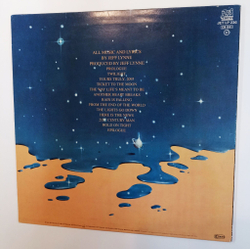 ALL MUSIC AND LYRICS
BY JEFF LYNNE
PRODUCED BY JEFF LYNNE
PROLOGUE
TWILIGHT
YOURS TRULY, 2095
TICKET TO THE MOON
THE WAY LIFE'S MEANT TO BE
ANOTHER HEART BREAKS
RAIN IS FALLING
FROM THE END OF THE WORLD
THE LIGHTS GO DOWN
HERE IS THE NEWS
21ST CENTURY MAN
HOLD ON TIGHT
EPILOGUE